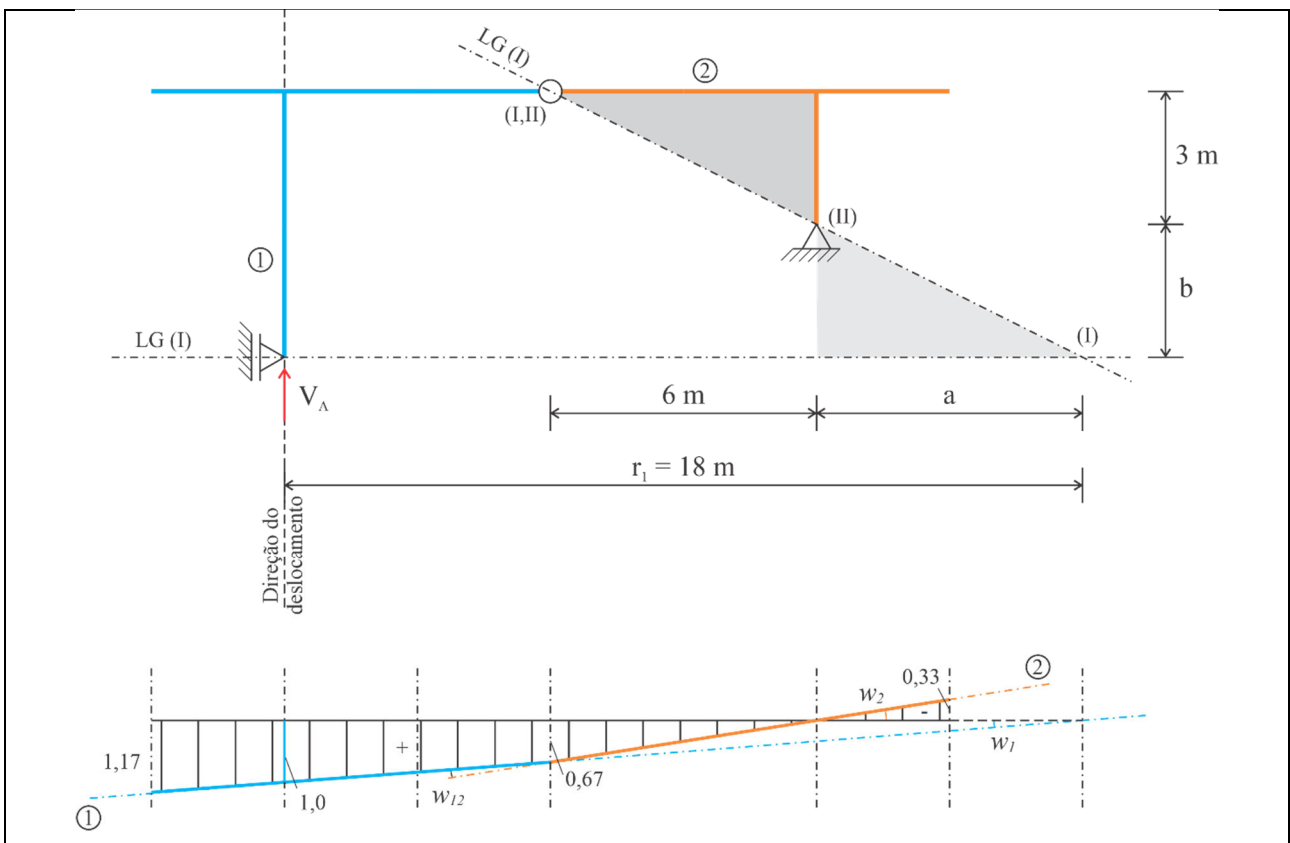 LG (I)
②
(I,II)
3 m
(II)
①
b
LG (I)
(I)
V_A
6 m
a
r₁ = 18 m
Direção do
deslocamento
②
0,33
w₂
-
+
w₁
1,17
0,67
1,0
w₁₂
①